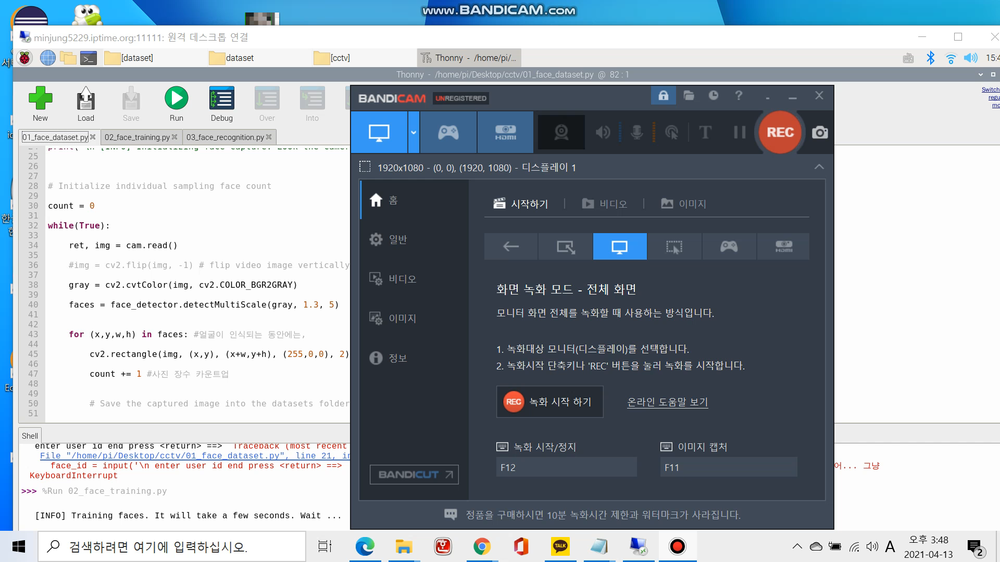 www.BANDICAM.com
minjung5229.iptime.org:11111: 원격 데스크톱 연결
[dataset]
dataset
[cctv]
Thonny - /home/pi/...
15:4
Thonny - /home/pi/Desktop/cctv/01_face_dataset.py @ 82 : 1
New
Load
Save
Run
Debug
Over
Into
Switch
regu
mo
01_face_dataset.py
02_face_training.py
03_face_recognition.py
25
26
27
28 # Initialize individual sampling face count
29
30 count = 0
31
32 while(True):
33
34 ret, img = cam.read()
35
36 #img = cv2.flip(img, -1) # flip video image vertically
37
38 gray = cv2.cvtColor(img, cv2.COLOR_BGR2GRAY)
39
40 faces = face_detector.detectMultiScale(gray, 1.3, 5)
41
42
43 for (x,y,w,h) in faces: #얼굴이 인식되는 동안에는,
44
45 cv2.rectangle(img, (x,y), (x+w,y+h), (255,0,0), 2)
46
47 count += 1 #사진 장수 카운트업
48
49
50 # Save the captured image into the datasets folder
51
Shell
enter user id end press <return> ==> Traceback (most recent
File "/home/pi/Desktop/cctv/01_face_dataset.py", line 21, in
face_id = input('\n enter user id end press <return> ==>
어... 그냥
KeyboardInterrupt
>>> %Run 02_face_training.py
[INFO] Training faces. It will take a few seconds. Wait ...
BANDICAM UNREGISTERED
HDMI
T
REC
1920x1080 - (0, 0), (1920, 1080) - 디스플레이 1
홈
일반
비디오
이미지
정보
BANDICUT
시작하기
비디오
이미지
HDMI
화면 녹화 모드 - 전체 화면
모니터 화면 전체를 녹화할 때 사용하는 방식입니다.
1. 녹화대상 모니터(디스플레이)를 선택합니다.
2. 녹화시작 단축키나 'REC' 버튼을 눌러 녹화를 시작합니다.
REC 녹화 시작 하기
온라인 도움말 보기
녹화 시작/정지
이미지 캡처
F12
F11
정품을 구매하시면 10분 녹화시간 제한과 워터마크가 사라집니다.
검색하려면 여기에 입력하십시오.
TALK
A
오후 3:48
2021-04-13
2